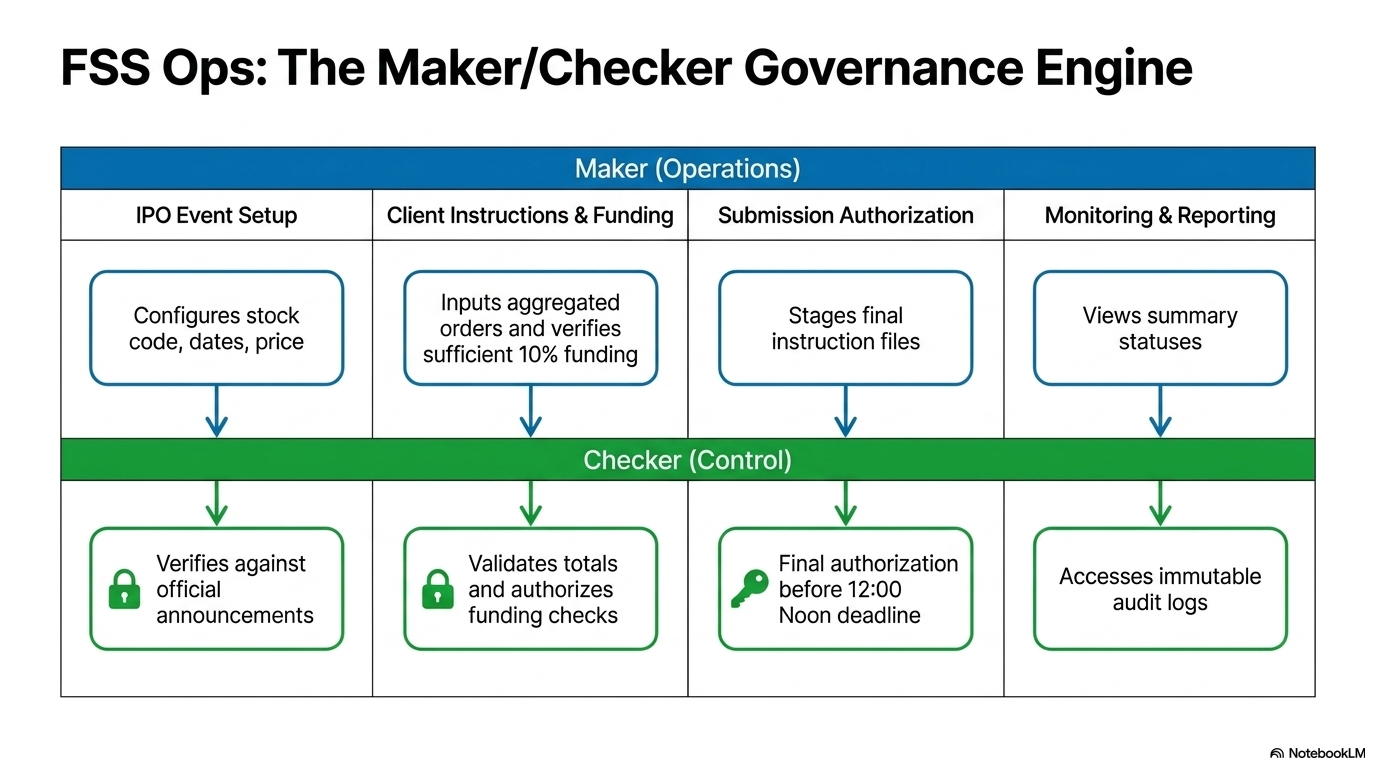 FSS Ops: The Maker/Checker Governance Engine
Maker (Operations)
IPO Event Setup
Client Instructions & Funding
Submission Authorization
Monitoring & Reporting
Configures stock
code, dates, price
Inputs aggregated
orders and verifies
sufficient 10% funding
Stages final
instruction files
Views summary
statuses
Checker (Control)
Verifies against
official
announcements
Validates totals
and authorizes
funding checks
Final authorization
before 12:00
Noon deadline
Accesses immutable
audit logs
NotebookLM